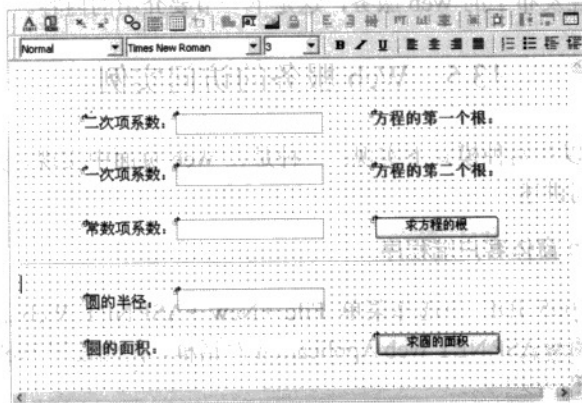 Normal Times New Roman 3 B I U
二次项系数: 方程的第一个根:
一次项系数: 方程的第二个根:
常数项系数: 求方程的根
圆的半径:
圆的面积: 求圆的面积